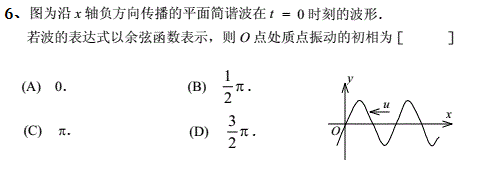 6、图为沿 x 轴负方向传播的平面简谐波在 t = 0 时刻的波形．
若波的表达式以余弦函数表示，则 O 点处质点振动的初相为 [ ]
(A) 0．
(B) 1/2 π．
(C) π．
(D) 3/2 π．
y
u
x
O